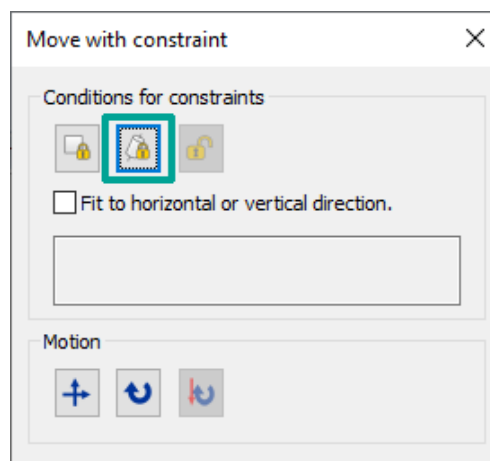 Move with constraint
Conditions for constraints
Fit to horizontal or vertical direction.
Motion